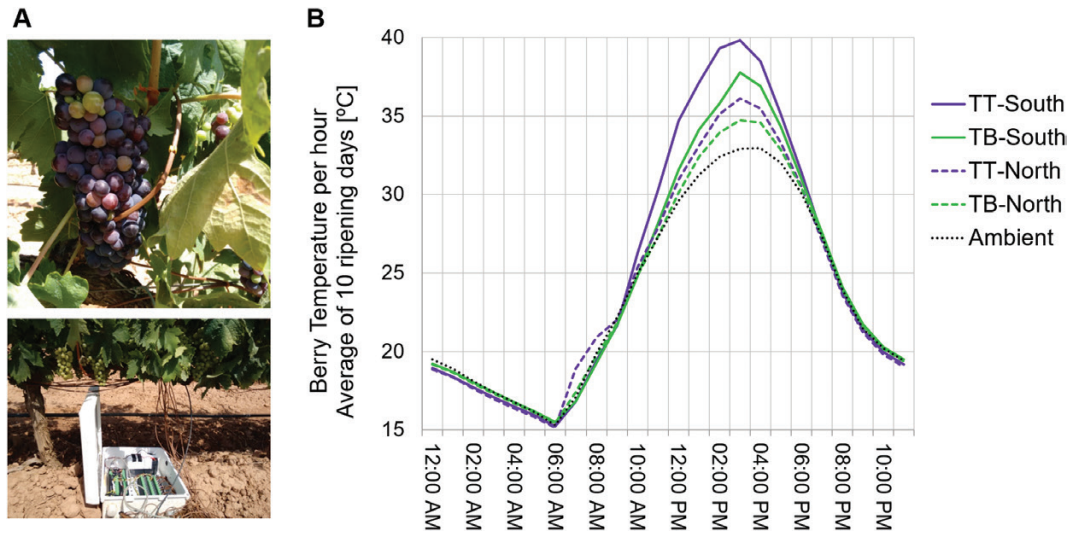 A
B
Berry Temperature per hour
Average of 10 ripening days [ºC]
40
35
30
25
20
15
12:00 AM
02:00 AM
04:00 AM
06:00 AM
08:00 AM
10:00 AM
12:00 PM
02:00 PM
04:00 PM
06:00 PM
08:00 PM
10:00 PM
TT-South
TB-South
TT-North
TB-North
Ambient